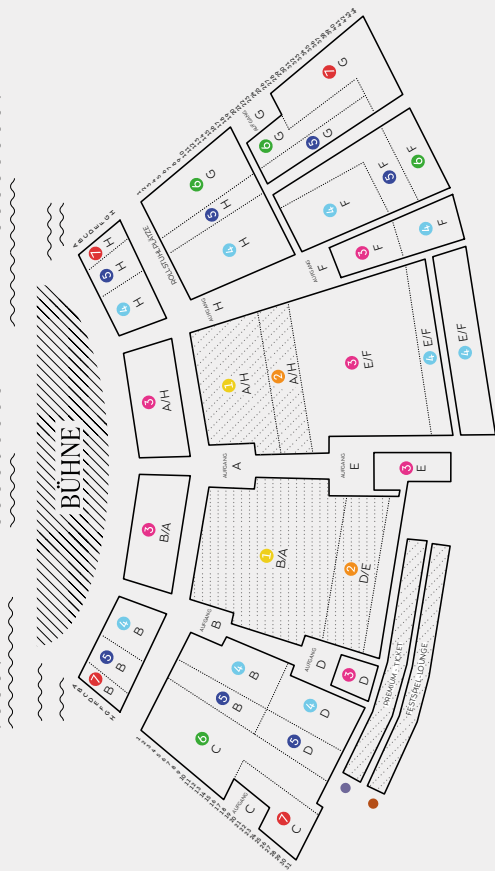 BÜHNE
A B C D E F G H
A B C D E F G H
7 B
5 B
4 B
3 B/A
3 A/H
4 H
5 H
7 H
ROLLSTUHLPLÄTZE
6 C
5 B
4 B
AUFGANG B
1 B/A
AUFGANG A
1 A/H
AUFGANG H
4 H
5 H
6 G
AUFGANG C
7 C
5 D
4 D
AUFGANG D
3 D
2 D/E
AUFGANG E
2 A/H
3 E/F
AUFGANG F
AUFGANG G
6 G
5 G
7 G
3 F
4 F
4 F
5 F
6 F
3 E
4 E/F
4 E/F
PREMIUM-TICKET
FESTSPIEL-LOUNGE